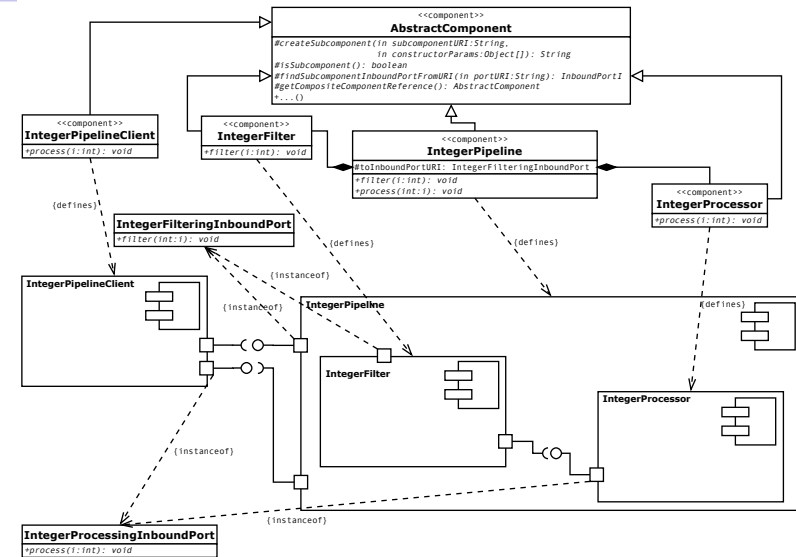 <<component>>
AbstractComponent
#createSubcomponent(in subcomponentURI:String,
in constructorParams:Object[]): String
#isSubcomponent(): boolean
#findSubcomponentInboundPortFromURI(in portURI:String): InboundPortI
#getCompositeComponentReference(): AbstractComponent
+...()
<<component>>
IntegerPipelineClient
+process(i:int): void
<<component>>
IntegerFilter
+filter(i:int): void
<<component>>
IntegerPipeline
#toInboundPortURI: IntegerFilteringInboundPort
+filter(i:int): void
+process(int:i): void
<<component>>
IntegerProcessor
+process(i:int): void
{defines}
IntegerFilteringInboundPort
+filter(int:i): void
{defines}
{defines}
{instanceof}
IntegerPipelineClient
{instanceof}
IntegerPipeline
{defines}
IntegerFilter
IntegerProcessor
{instanceof}
{instanceof}
IntegerProcessingInboundPort
+process(i:int): void